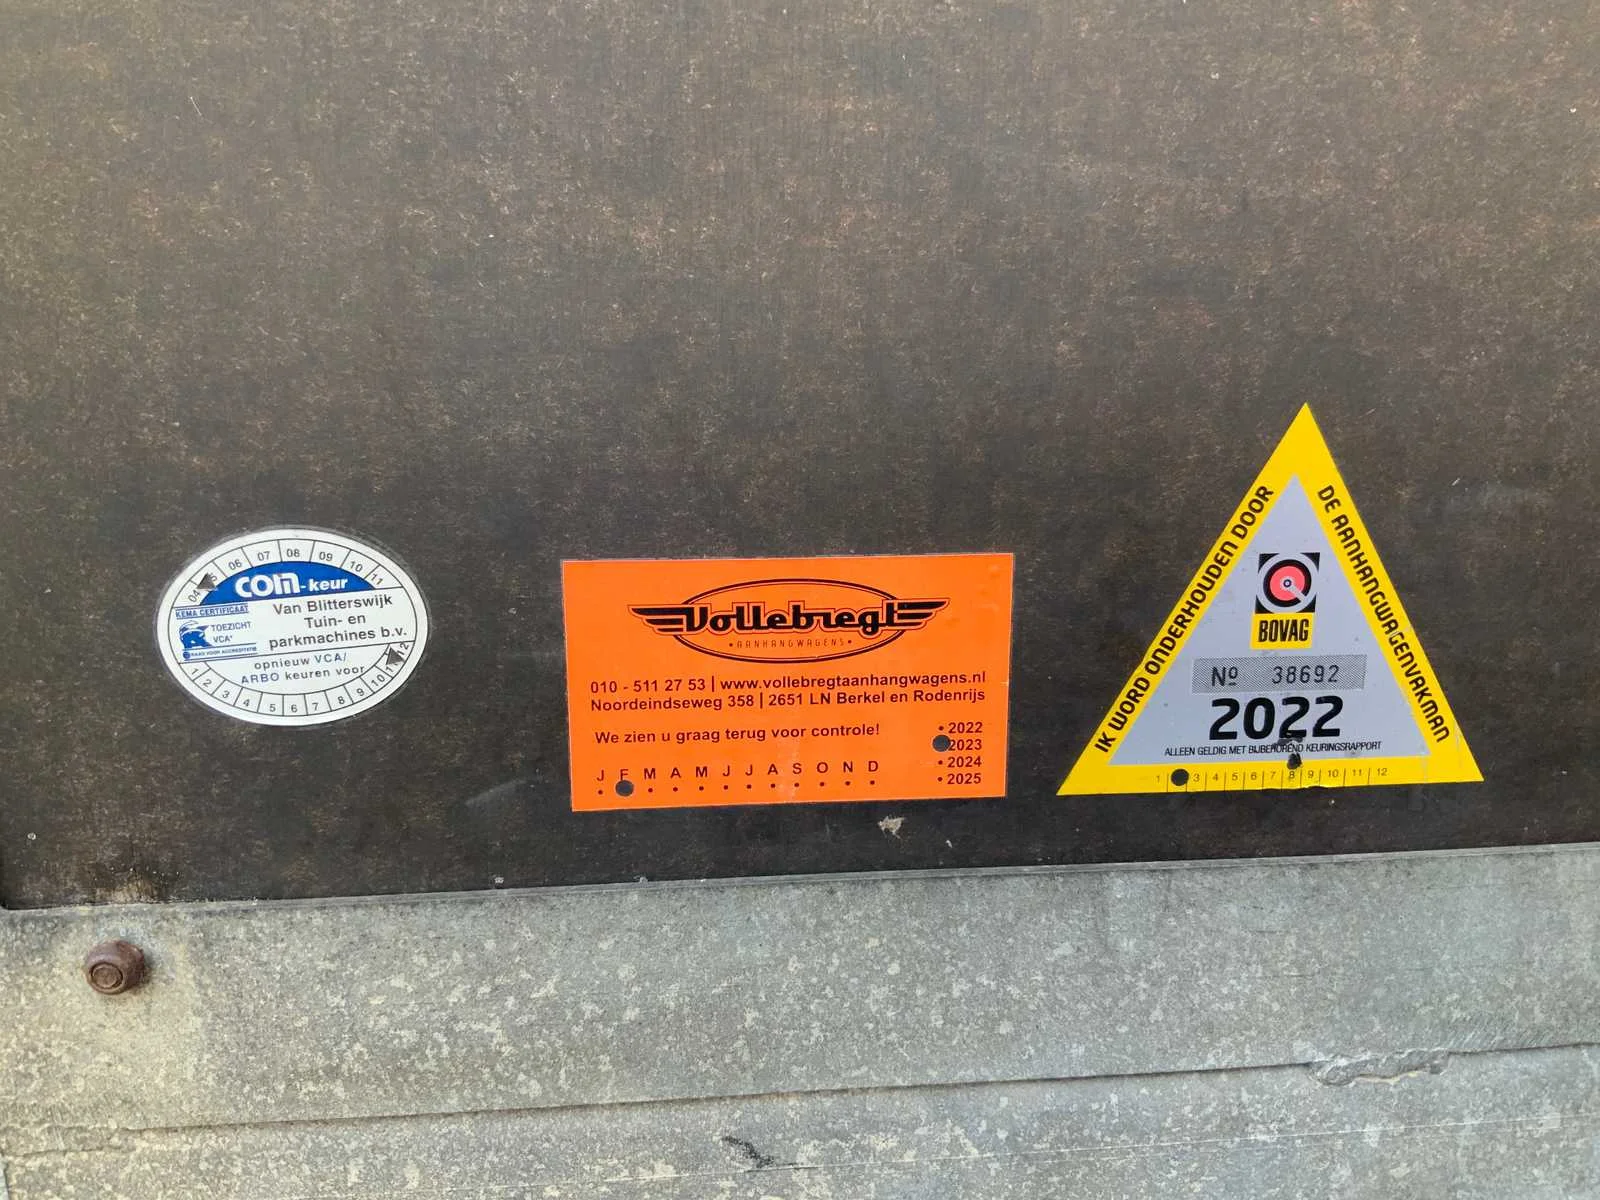 04 5 06 07 08 09 10 11
com-keur
KEMA CERTIFICAAT
TOEZICHT
VCA*
RAAD VOOR ACCREDITATIE
Van Blitterswijk
Tuin- en
parkmachines b.v.
opnieuw VCA/
ARBO keuren voor
1 2 3 4 5 6 7 8 9 10 11 12
Vollebregt
•AANHANGWAGENS•
010 - 511 27 53 | www.vollebregtaanhangwagens.nl
Noordeindseweg 358 | 2651 LN Berkel en Rodenrijs
We zien u graag terug voor controle!
• 2022
2023
• 2024
• 2025
J F M A M J J A S O N D
IK WORD ONDERHOUDEN DOOR
DE AANHANGWAGENVAKMAN
BOVAG
Nº 38692
2022
ALLEEN GELDIG MET BIJBEHOREND KEURINGSRAPPORT
1 3 4 5 6 7 8 9 10 11 12